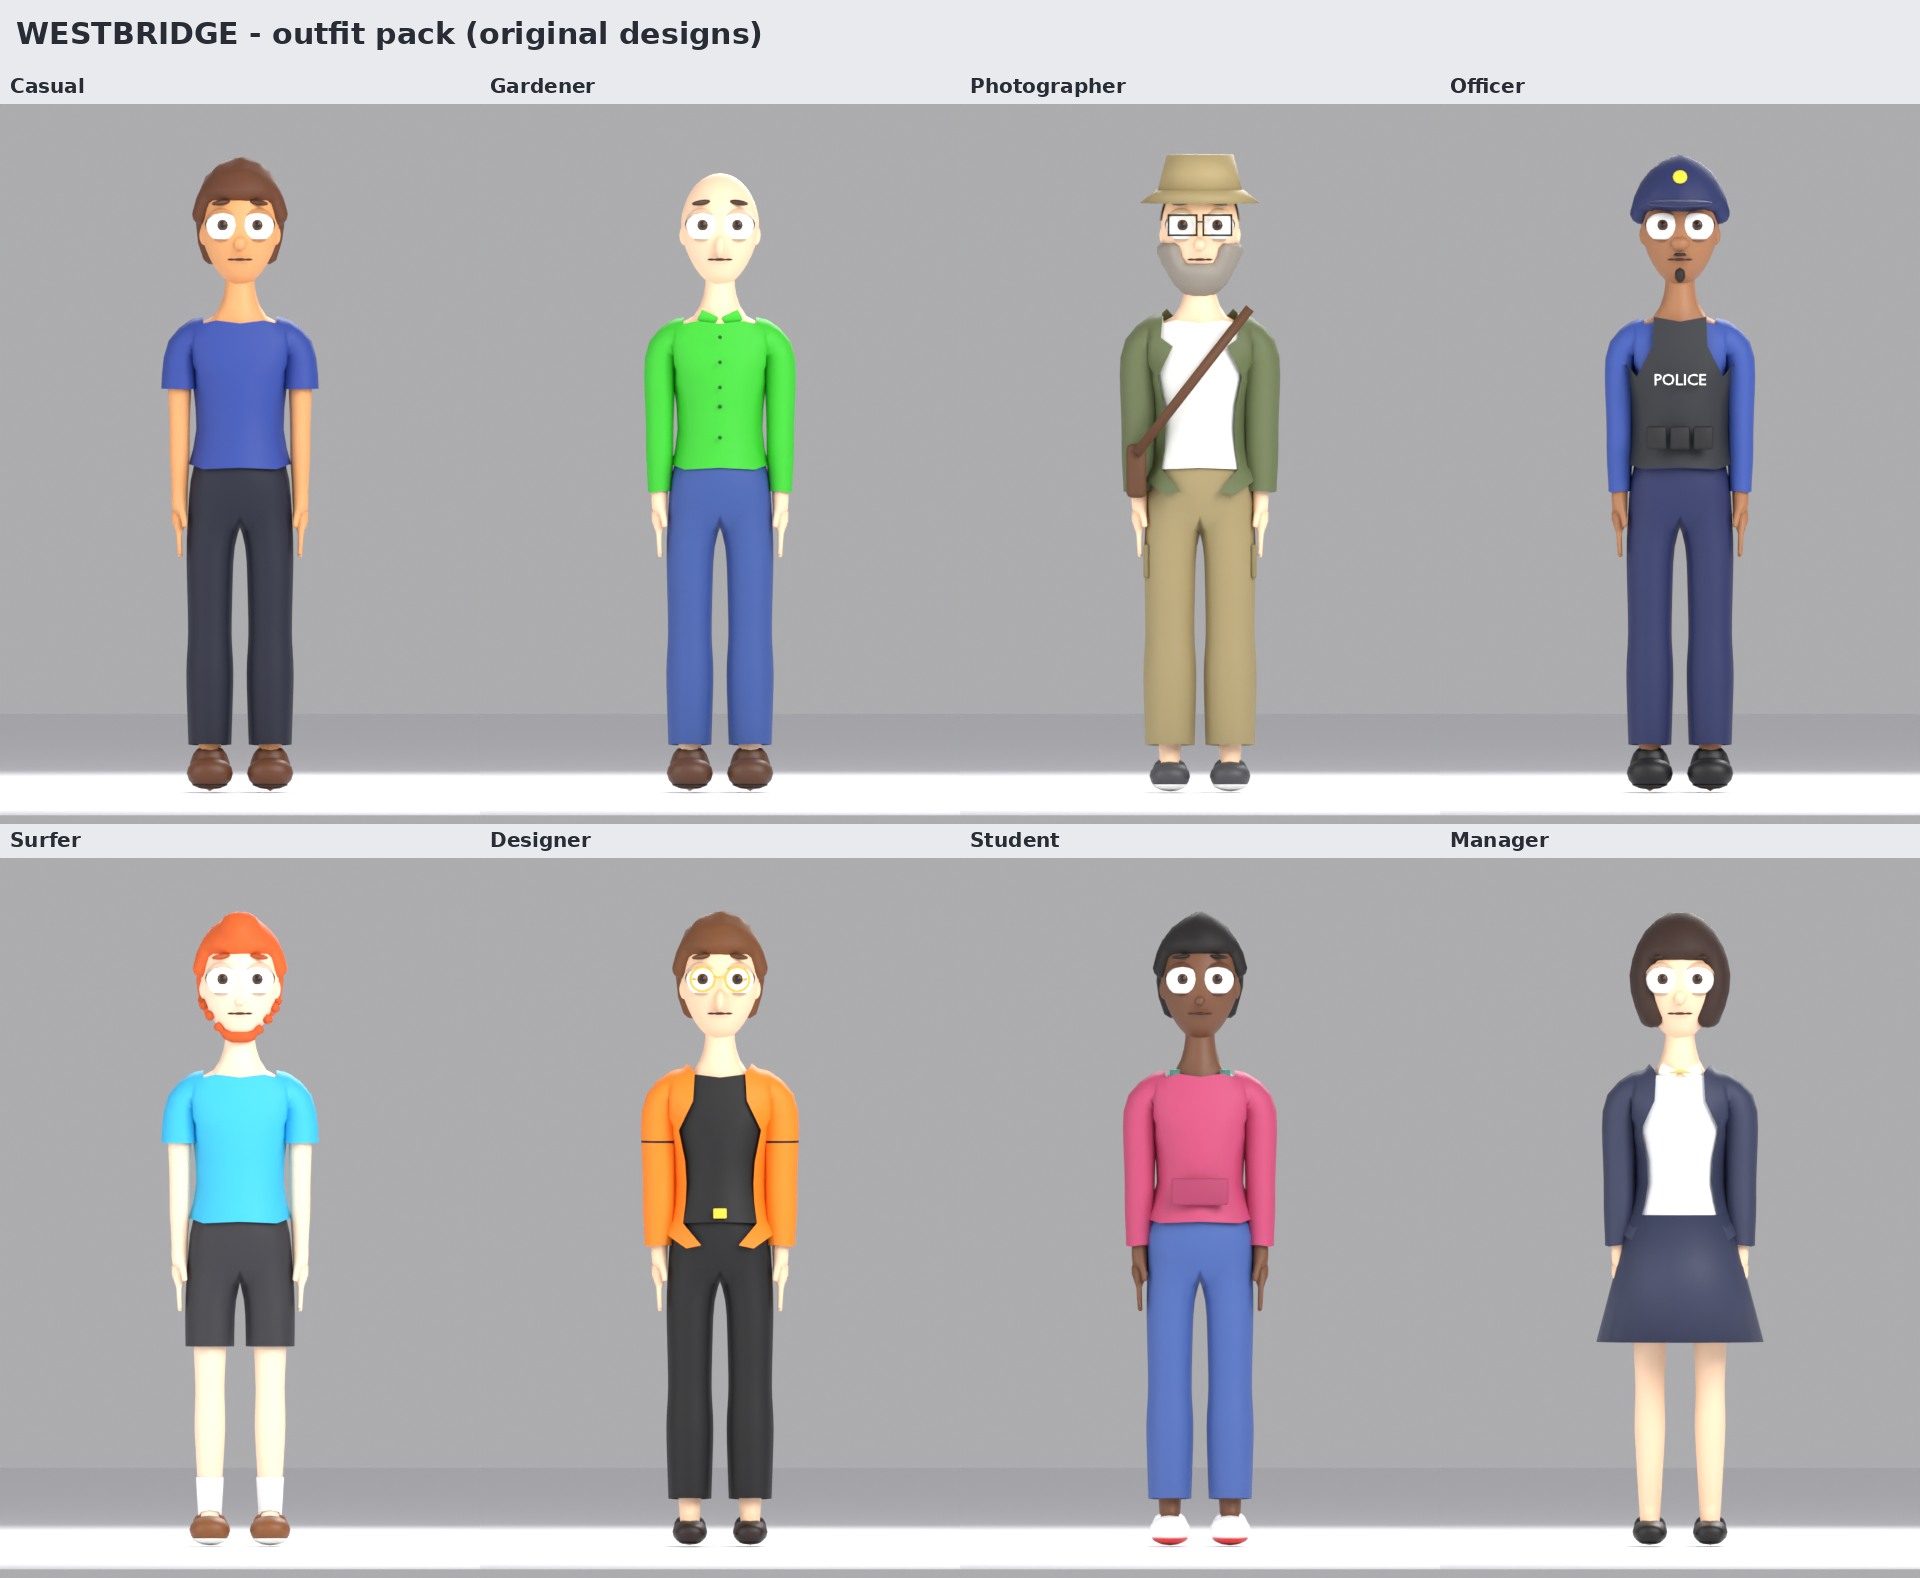 WESTBRIDGE - outfit pack (original designs)
Casual
Gardener
Photographer
Officer
POLICE
Surfer
Designer
Student
Manager